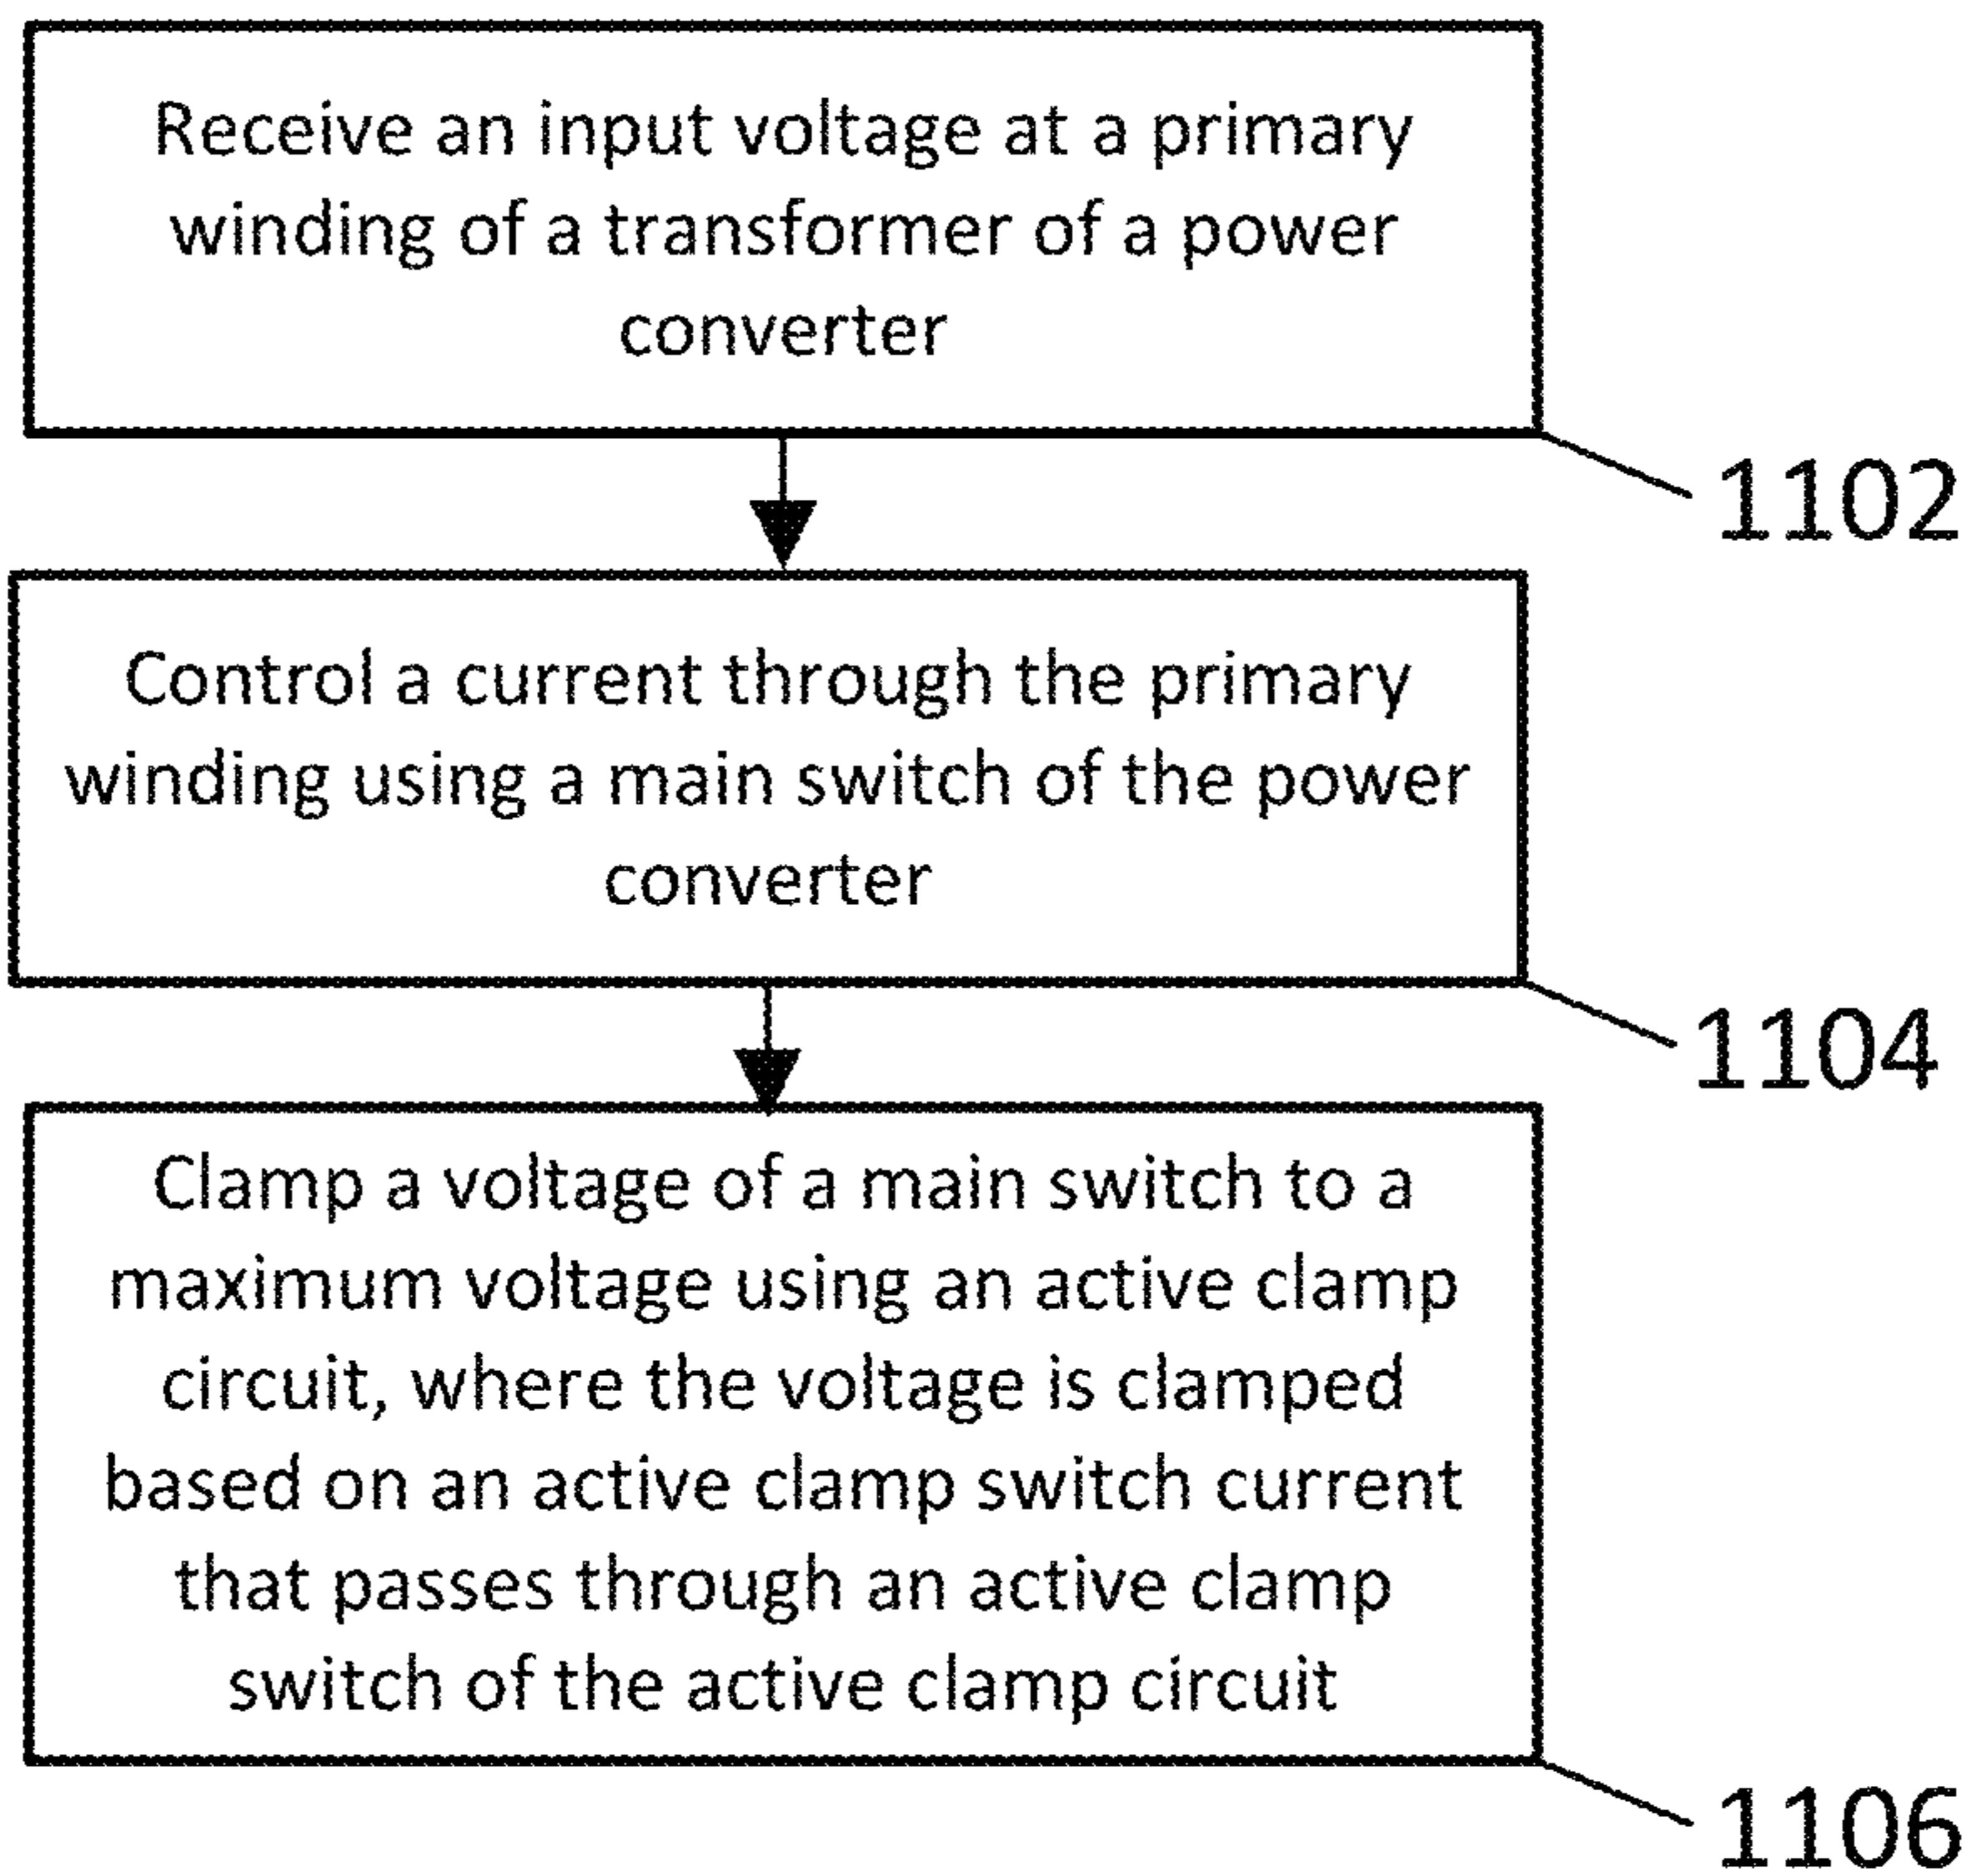 Receive an input voltage at a primary
winding of a transformer of a power
converter
1102
Control a current through the primary
winding using a main switch of the power
converter
1104
Clamp a voltage of a main switch to a
maximum voltage using an active clamp
circuit, where the voltage is clamped
based on an active clamp switch current
that passes through an active clamp
switch of the active clamp circuit
1106